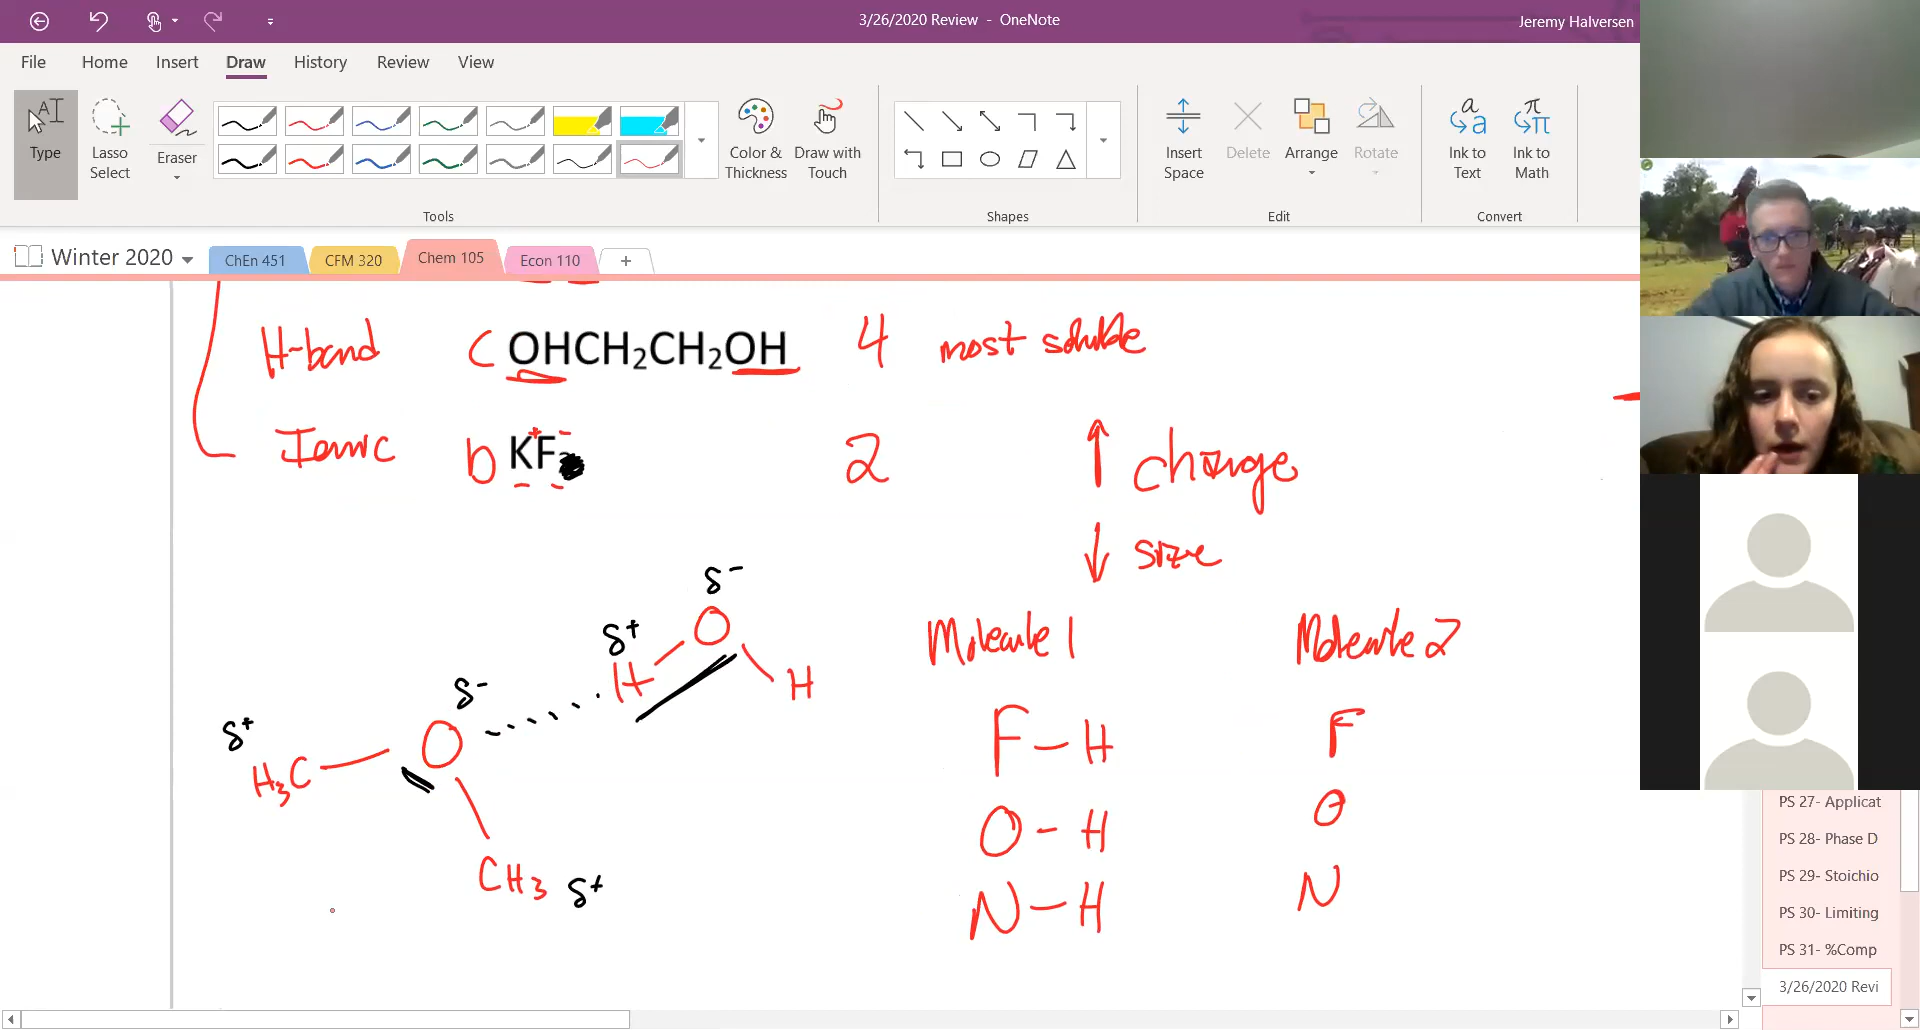 3/26/2020 Review - OneNote
Jeremy Halversen
File Home Insert Draw History Review View
Type
Lasso Select
Eraser
Color & Thickness
Draw with Touch
Insert Space
Delete
Arrange
Rotate
Ink to Text
Ink to Math
Tools
Shapes
Edit
Convert
Winter 2020
ChEn 451
CFM 320
Chem 105
Econ 110
+
H-bond c OHCH₂CH₂OH 4 most soluble
Ionic b K⁺F⁻ 2 ↑ charge
↓ size
δ-
δ+ O
H H
δ-
δ+ O
H₃C
CH₃ δ+
Molecule 1 Molecule 2
F-H F
O-H O
N-H N
PS 27- Applicat
PS 28- Phase D
PS 29- Stoichio
PS 30- Limiting
PS 31- %Comp
3/26/2020 Revi